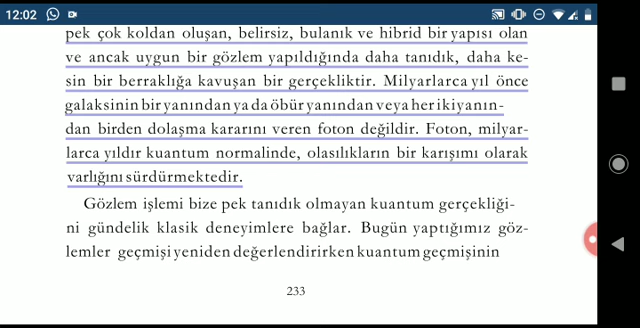 12:02
pek çok koldan oluşan, belirsiz, bulanık ve hibrid bir yapısı olan
ve ancak uygun bir gözlem yapıldığında daha tanıdık, daha ke-
sin bir berraklığa kavuşan bir gerçekliktir. Milyarlarca yıl önce
galaksinin bir yanından ya da öbür yanından veya her iki yanın-
dan birden dolaşma kararını veren foton değildir. Foton, milyar-
larca yıldır kuantum normalinde, olasılıkların bir karışımı olarak
varlığını sürdürmektedir.
Gözlem işlemi bize pek tanıdık olmayan kuantum gerçekliği-
ni gündelik klasik deneyimlere bağlar. Bugün yaptığımız göz-
lemler geçmişi yeniden değerlendirirken kuantum geçmişinin
233